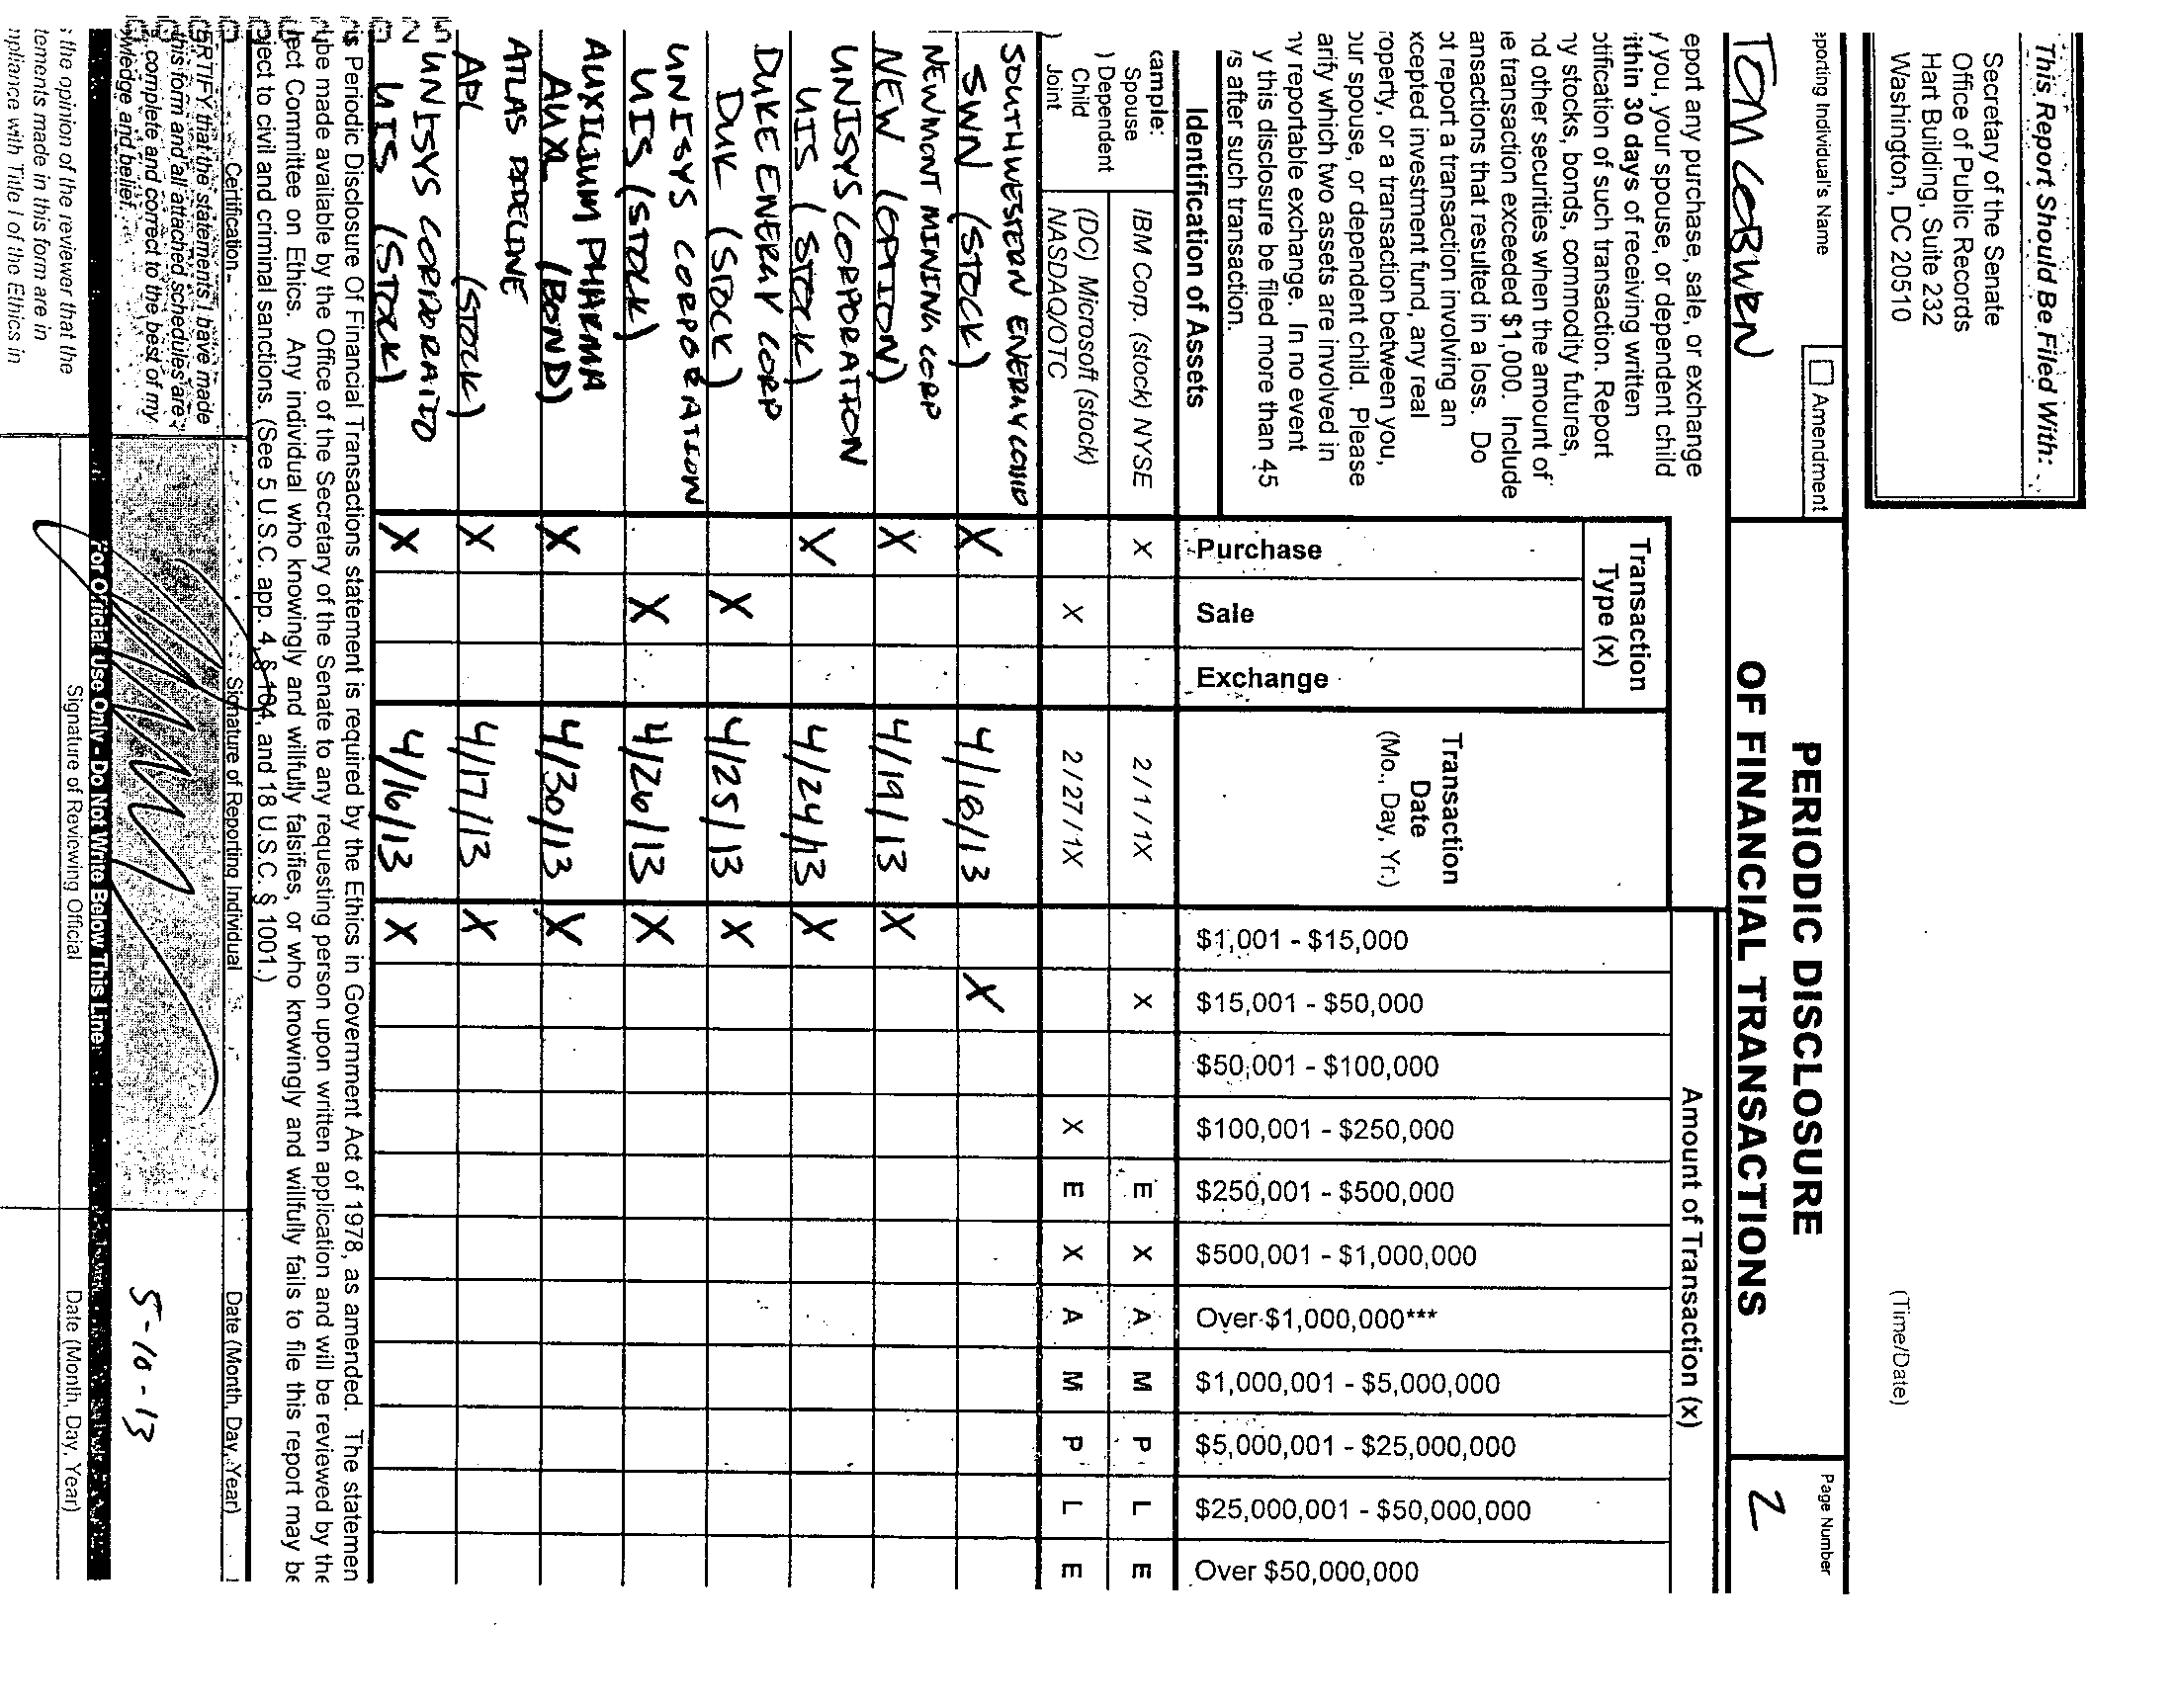 This Report Should Be Filed With:
Secretary of the Senate
Office of Public Records
Hart Building, Suite 232
Washington, DC 20510
(Time/Date)
PERIODIC DISCLOSURE
OF FINANCIAL TRANSACTIONS
Page Number
2
eporting Individual's Name
Amendment
TOM COBURN
eport any purchase, sale, or exchange
y you, your spouse, or dependent child
ithin 30 days of receiving written
otification of such transaction. Report
ny stocks, bonds, commodity futures,
nd other securities when the amount of
e transaction exceeded $1,000. Include
ansactions that resulted in a loss. Do
ot report a transaction involving an
xcepted investment fund, any real
roperty, or a transaction between you,
our spouse, or dependent child. Please
arify which two assets are involved in
ny reportable exchange. In no event
y this disclosure be filed more than 45
s after such transaction.
Transaction
Type (x)
Transaction
Date
(Mo., Day, Yr.)
Amount of Transaction (x)
Identification of Assets
Purchase
Sale
Exchange
$1,001 - $15,000
$15,001 - $50,000
$50,001 - $100,000
$100,001 - $250,000
$250,001 - $500,000
$500,001 - $1,000,000
Over $1,000,000***
$1,000,001 - $5,000,000
$5,000,001 - $25,000,000
$25,000,001 - $50,000,000
Over $50,000,000
xample:
Spouse
) Dependent
Child
) Joint
IBM Corp. (stock) NYSE X 2/1/1X X E X A M P L E
(DC) Microsoft (stock)
NASDAQ/OTC X 2/27/1X X E X A M P L E
SOUTHWESTERN ENERGY
SWN (STOCK) X 4/18/13 X
NEWMONT MINING CORP
NEW (OPTION) X 4/19/13 X
UNISYS CORPORATION
UIS (STOCK) X 4/24/13 X
DUKE ENERGY CORP
DUK (STOCK) X 4/25/13 X
UNISYS CORPORATION
UIS (STOCK) X 4/26/13 X
AUXILIUM PHARMA
AUX (BOND) X 4/30/13 X
ATLAS PIPELINE
APL (STOCK) X 4/17/13 X
UNISYS
UIS (STOCK) X 4/16/13 X
is Periodic Disclosure Of Financial Transactions statement is required by the Ethics in Government Act of 1978, as amended. The statemen
be made available by the Office of the Secretary of the Senate to any requesting person upon written application and will be reviewed by the
lect Committee on Ethics. Any individual who knowingly and willfully falsifies, or who knowingly and willfully fails to file this report may be
bject to civil and criminal sanctions. (See 5 U.S.C. app. 4, § 104, and 18 U.S.C. § 1001.)
Certification
Signature of Reporting Individual
Date (Month, Day, Year)
CERTIFY that the statements I have made
this form and all attached schedules are
complete and correct to the best of my
owledge and belief.
5-10-13
For Official Use Only - Do Not Write Below This Line
s the opinion of the reviewer that the
tements made in this form are in
mpliance with Title I of the Ethics in
Signature of Reviewing Official
Date (Month, Day, Year)